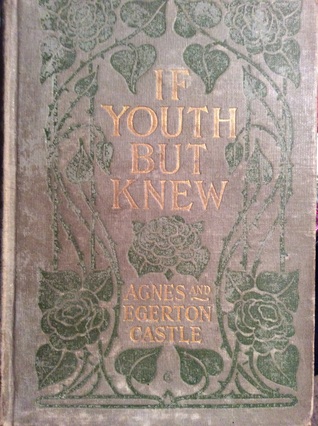 IF
YOUTH
BUT
KNEW
AGNES AND
EGERTON
CASTLE